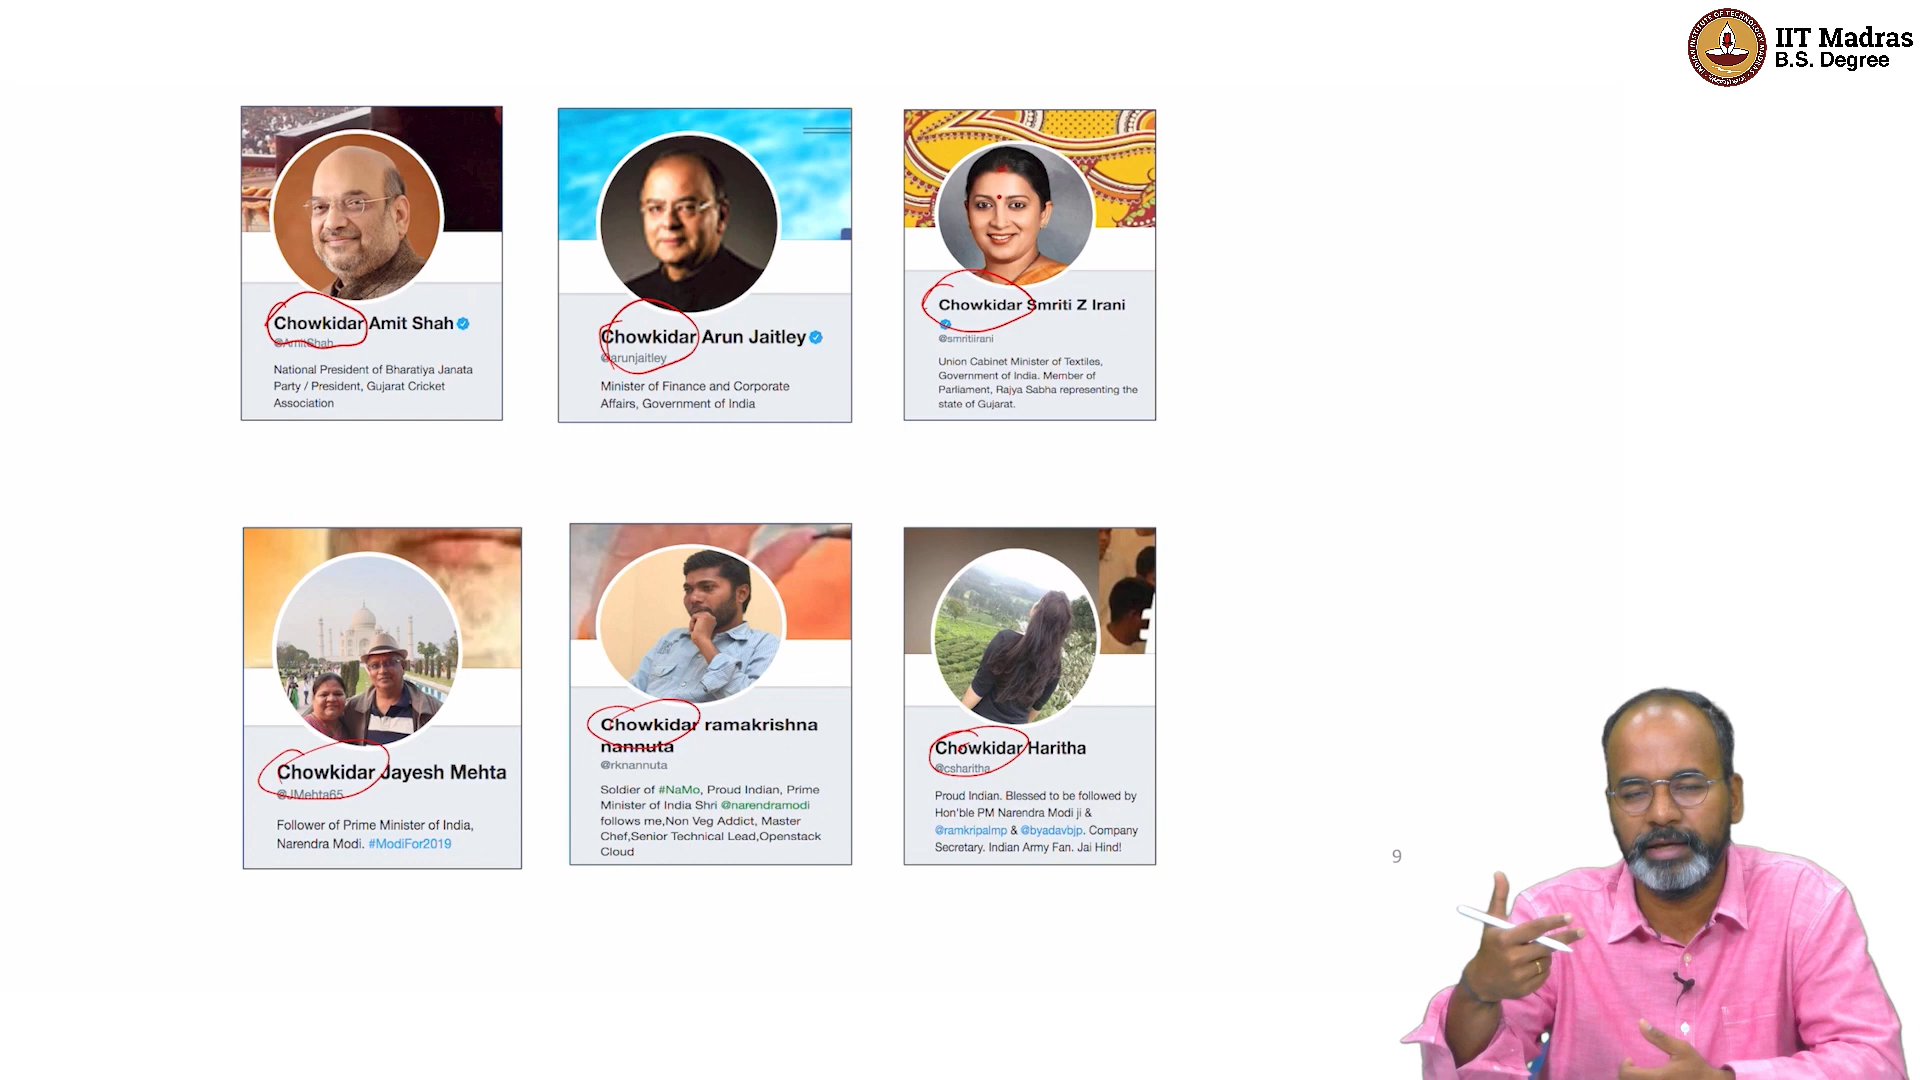 IIT Madras
B.S. Degree
Chowkidar Amit Shah
@AmitShah
National President of Bharatiya Janata
Party / President, Gujarat Cricket
Association
Chowkidar Arun Jaitley
@arunjaitley
Minister of Finance and Corporate
Affairs, Government of India
Chowkidar Smriti Z Irani
@smritiirani
Union Cabinet Minister of Textiles,
Government of India. Member of
Parliament, Rajya Sabha representing the
state of Gujarat.
Chowkidar Jayesh Mehta
@JMehta65
Follower of Prime Minister of India,
Narendra Modi. #ModiFor2019
Chowkidar ramakrishna
nannuta
@rknannuta
Soldier of #NaMo, Proud Indian, Prime
Minister of India Shri @narendramodi
follows me,Non Veg Addict, Master
Chef,Senior Technical Lead,Openstack
Cloud
Chowkidar Haritha
@csharitha
Proud Indian. Blessed to be followed by
Hon'ble PM Narendra Modi ji &
@ramkripalmp & @byadavbjp. Company
Secretary. Indian Army Fan. Jai Hind!
9